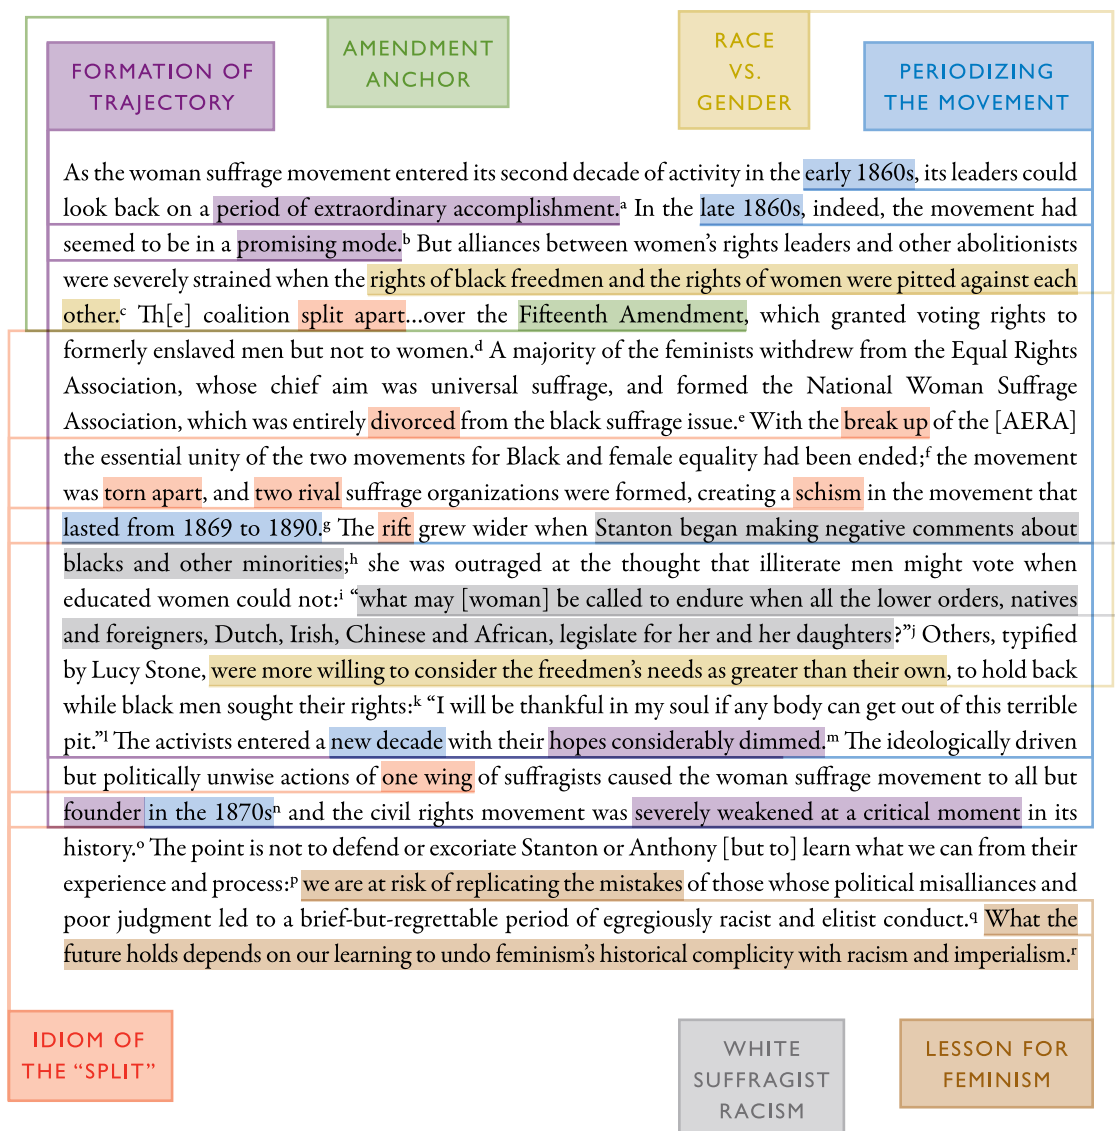 FORMATION OF
TRAJECTORY
AMENDMENT
ANCHOR
RACE
VS.
GENDER
PERIODIZING
THE MOVEMENT
As the woman suffrage movement entered its second decade of activity in the early 1860s, its leaders could
look back on a period of extraordinary accomplishment.ᵃ In the late 1860s, indeed, the movement had
seemed to be in a promising mode.ᵇ But alliances between women’s rights leaders and other abolitionists
were severely strained when the rights of black freedmen and the rights of women were pitted against each
other.ᶜ Th[e] coalition split apart...over the Fifteenth Amendment, which granted voting rights to
formerly enslaved men but not to women.ᵈ A majority of the feminists withdrew from the Equal Rights
Association, whose chief aim was universal suffrage, and formed the National Woman Suffrage
Association, which was entirely divorced from the black suffrage issue.ᵉ With the break up of the [AERA]
the essential unity of the two movements for Black and female equality had been ended;ᶠ the movement
was torn apart, and two rival suffrage organizations were formed, creating a schism in the movement that
lasted from 1869 to 1890.ᵍ The rift grew wider when Stanton began making negative comments about
blacks and other minorities;ʰ she was outraged at the thought that illiterate men might vote when
educated women could not:ⁱ “what may [woman] be called to endure when all the lower orders, natives
and foreigners, Dutch, Irish, Chinese and African, legislate for her and her daughters?”ʲ Others, typified
by Lucy Stone, were more willing to consider the freedmen’s needs as greater than their own, to hold back
while black men sought their rights:ᵏ “I will be thankful in my soul if any body can get out of this terrible
pit.”ˡ The activists entered a new decade with their hopes considerably dimmed.ᵐ The ideologically driven
but politically unwise actions of one wing of suffragists caused the woman suffrage movement to all but
founder in the 1870sⁿ and the civil rights movement was severely weakened at a critical moment in its
history.ᵒ The point is not to defend or excoriate Stanton or Anthony [but to] learn what we can from their
experience and process:ᵖ we are at risk of replicating the mistakes of those whose political misalliances and
poor judgment led to a brief-but-regrettable period of egregiously racist and elitist conduct.q What the
future holds depends on our learning to undo feminism’s historical complicity with racism and imperialism.ʳ
IDIOM OF
THE “SPLIT”
WHITE
SUFFRAGIST
RACISM
LESSON FOR
FEMINISM